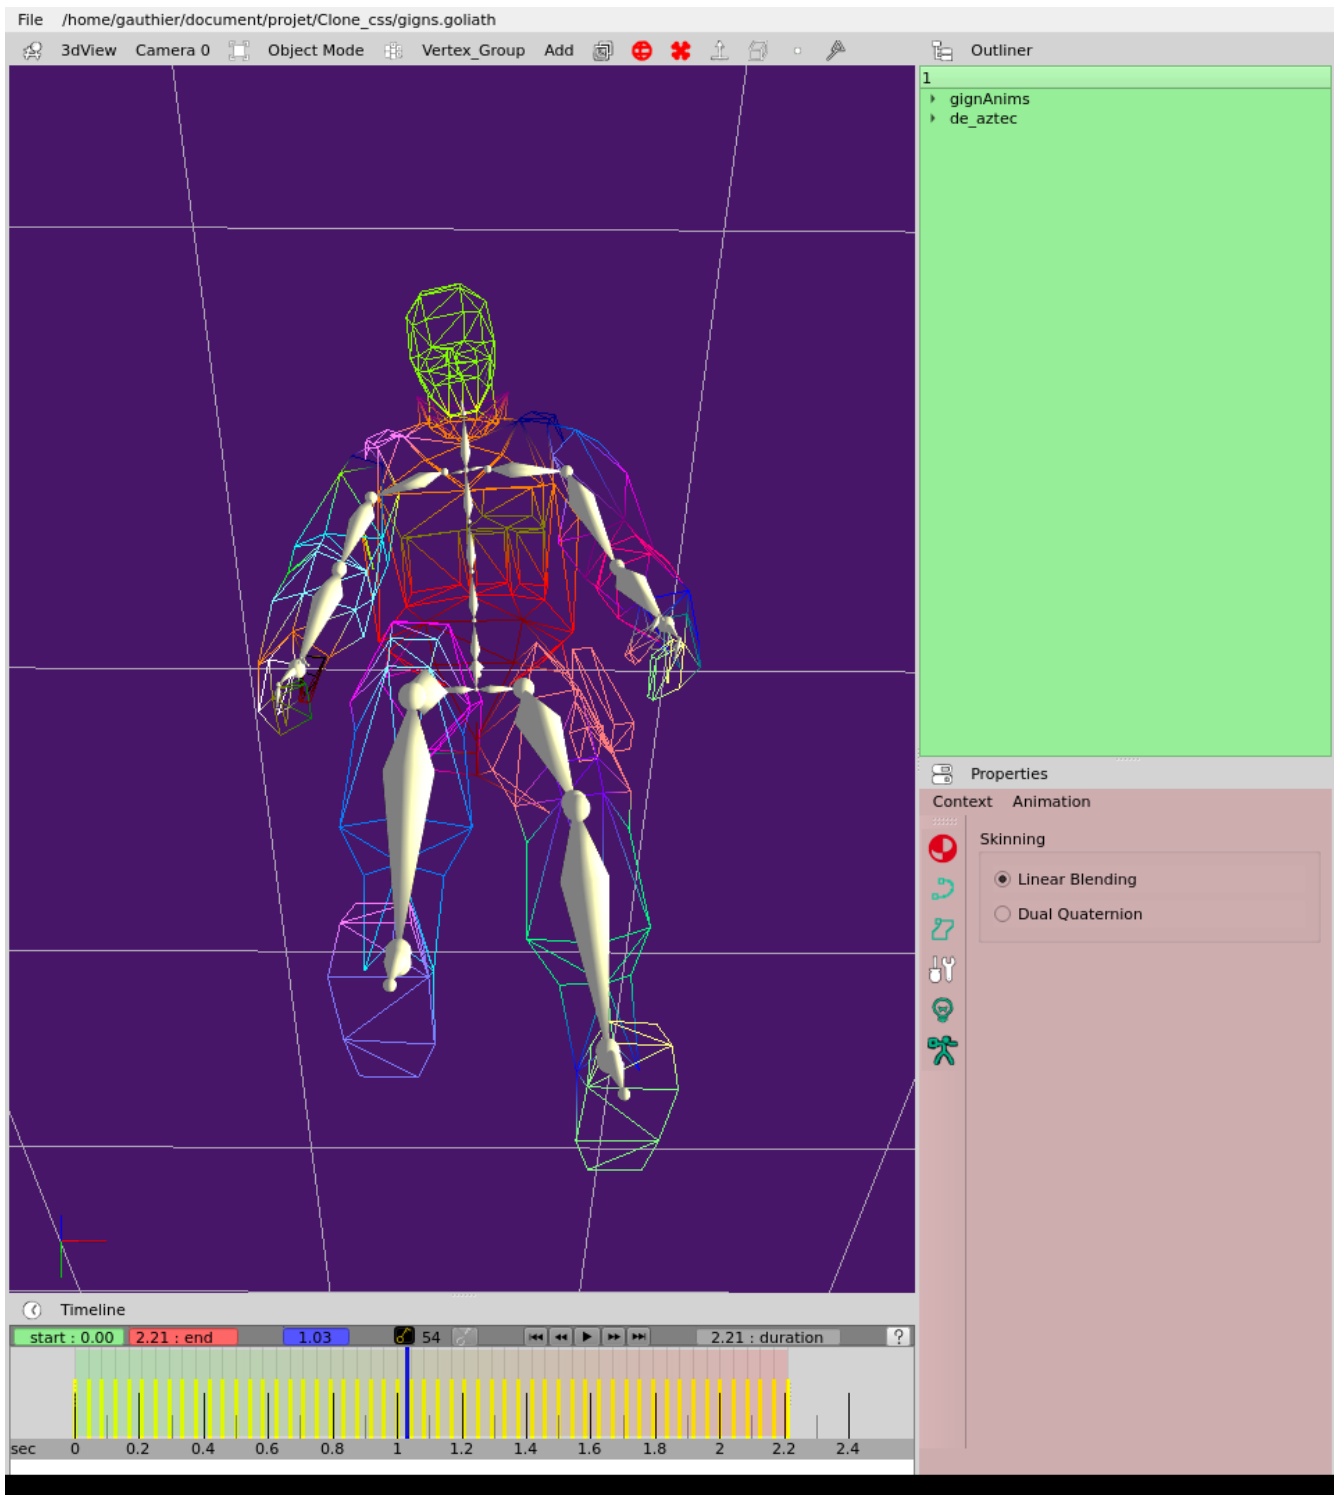 File /home/gauthier/document/projet/Clone_css/gigns.goliath
3dView Camera 0 Object Mode Vertex_Group Add
Outliner
1
gignAnims
de_aztec
Properties
Context Animation
Skinning
Linear Blending
Dual Quaternion
Timeline
start : 0.00 2.21 : end 1.03 54 2.21 : duration ?
sec 0 0.2 0.4 0.6 0.8 1 1.2 1.4 1.6 1.8 2 2.2 2.4